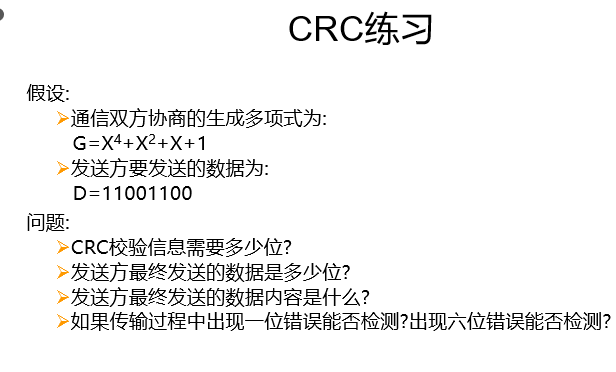 CRC练习
假设:
➢通信双方协商的生成多项式为:
G=X⁴+X²+X+1
➢发送方要发送的数据为:
D=11001100
问题:
➢CRC校验信息需要多少位?
➢发送方最终发送的数据是多少位?
➢发送方最终发送的数据内容是什么?
➢如果传输过程中出现一位错误能否检测?出现六位错误能否检测?